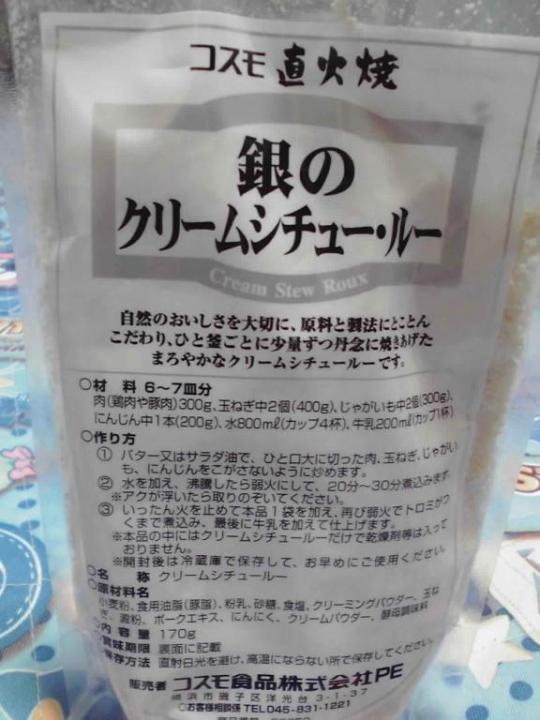 コスモ 直火焼
銀の
クリームシチュー・ルー
Cream Stew Roux
自然のおいしさを大切に、原料と製法にとことん
こだわり、ひと釜ごとに少量ずつ丹念に焼きあげた
まろやかなクリームシチュールーです。
○材 料 6〜7皿分
肉(鶏肉や豚肉)300g、玉ねぎ中2個(400g)、じゃがいも中2個(300g)、
にんじん中1本(200g)、水800mℓ(カップ4杯)、牛乳200mℓ(カップ1杯)
○作り方
① バター又はサラダ油で、ひと口大に切った肉、玉ねぎ、じゃがい
も、にんじんをこがさないように炒めます。
② 水を加え、沸騰したら弱火にして、20分〜30分煮込みます。
※アクが浮いたら取りのぞいてください。
③ いったん火を止めて本品1袋を加え、再び弱火でトロミがつ
くまで煮込み、最後に牛乳を加えて仕上げます。
※本品の中にはクリームシチュールーだけで乾燥剤等は入って
おりません。
※開封後は冷蔵庫で保存して、お早めにご使用ください。
○名 称 クリームシチュールー
○原材料名
小麦粉、食用油脂(豚脂)、粉乳、砂糖、食塩、クリーミングパウダー、玉ね
ぎ、澱粉、ポークエキス、にんにく、クリームパウダー、酵母調味料
○内 容 量 170g
賞味期限 裏面に記載
保存方法 直射日光を避け、高温にならない所で保存してください。
販売者 コスモ食品株式会社PE
横浜市磯子区洋光台3-1-37
○お客様相談係 TEL045-831-1221